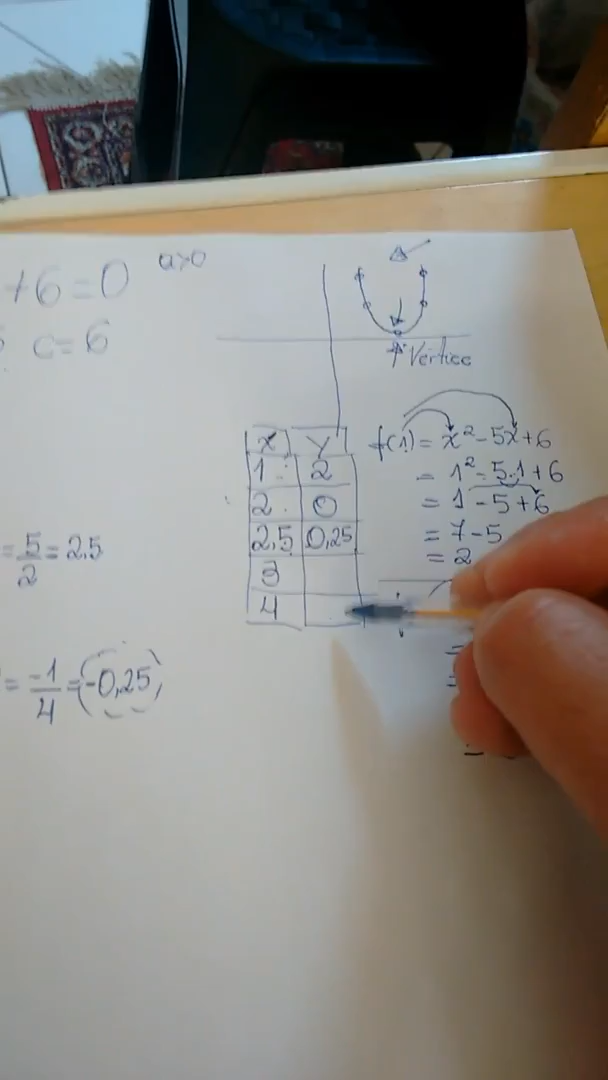 +6=0
a>0
c=6
Vértice
=5/2=2,5
=-1/4=-0,25
x y
1 2
2 0
2,5 0,25
3
4
f(1)=x²-5x+6
=1²-5.1+6
=1-5+6
=7-5
=2